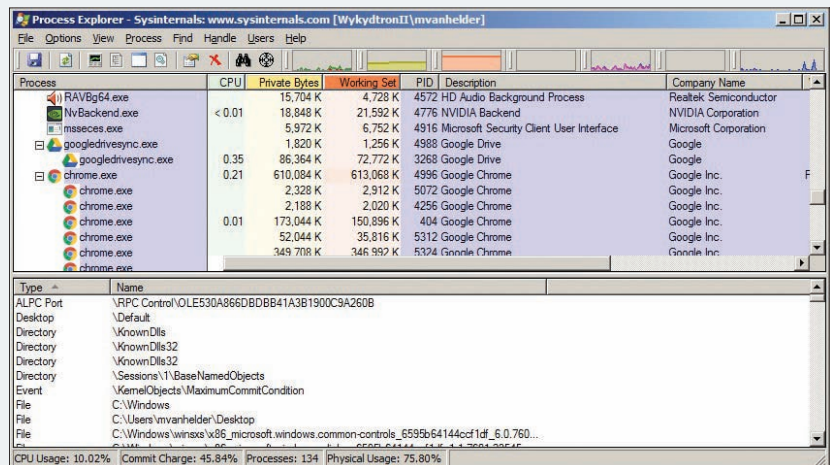 Process Explorer - Sysinternals: www.sysinternals.com [WykydtronII\mvanhelder]
File Options View Process Find Handle Users Help
Process CPU Private Bytes Working Set PID Description Company Name
RAVBg64.exe 15,704 K 4,728 K 4572 HD Audio Background Process Realtek Semiconductor
NvBackend.exe < 0.01 18,848 K 21,592 K 4776 NVIDIA Backend NVIDIA Corporation
msseces.exe 5,972 K 6,752 K 4916 Microsoft Security Client User Interface Microsoft Corporation
googledrivesync.exe 1,820 K 1,256 K 4988 Google Drive Google
googledrivesync.exe 0.35 86,364 K 72,772 K 3268 Google Drive Google
chrome.exe 0.21 610,084 K 613,068 K 4996 Google Chrome Google Inc. F
chrome.exe 2,328 K 2,912 K 5072 Google Chrome Google Inc.
chrome.exe 2,188 K 2,020 K 4256 Google Chrome Google Inc.
chrome.exe 0.01 173,044 K 150,896 K 404 Google Chrome Google Inc.
chrome.exe 52,044 K 35,816 K 5312 Google Chrome Google Inc.
chrome.exe 349,708 K 346,992 K 5324 Google Chrome Google Inc.
chrome.exe
Type Name
ALPC Port \RPC Control\OLE530A866DBDBB41A3B1900C9A260B
Desktop \Default
Directory \KnownDlls
Directory \KnownDlls32
Directory \KnownDlls32
Directory \Sessions\1\BaseNamedObjects
Event \KernelObjects\MaximumCommitCondition
File C:\Windows
File C:\Users\mvanhelder\Desktop
File C:\Windows\winsxs\x86_microsoft.windows.common-controls_6595b64144ccf1df_6.0.760...
File
CPU Usage: 10.02% Commit Charge: 45.84% Processes: 134 Physical Usage: 75.80%